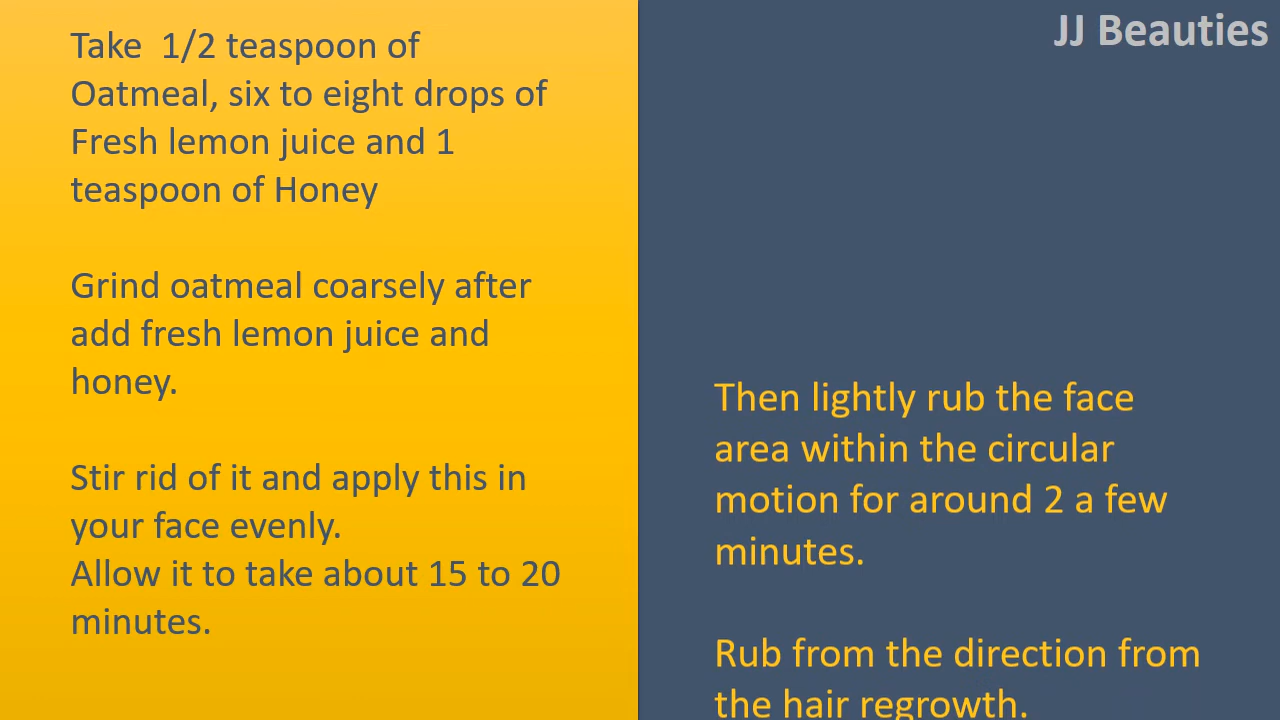 Take  1/2 teaspoon of
Oatmeal, six to eight drops of
Fresh lemon juice and 1
teaspoon of Honey
Grind oatmeal coarsely after
add fresh lemon juice and
honey.
Stir rid of it and apply this in
your face evenly.
Allow it to take about 15 to 20
minutes.
JJ Beauties
Then lightly rub the face
area within the circular
motion for around 2 a few
minutes.
Rub from the direction from
the hair regrowth.